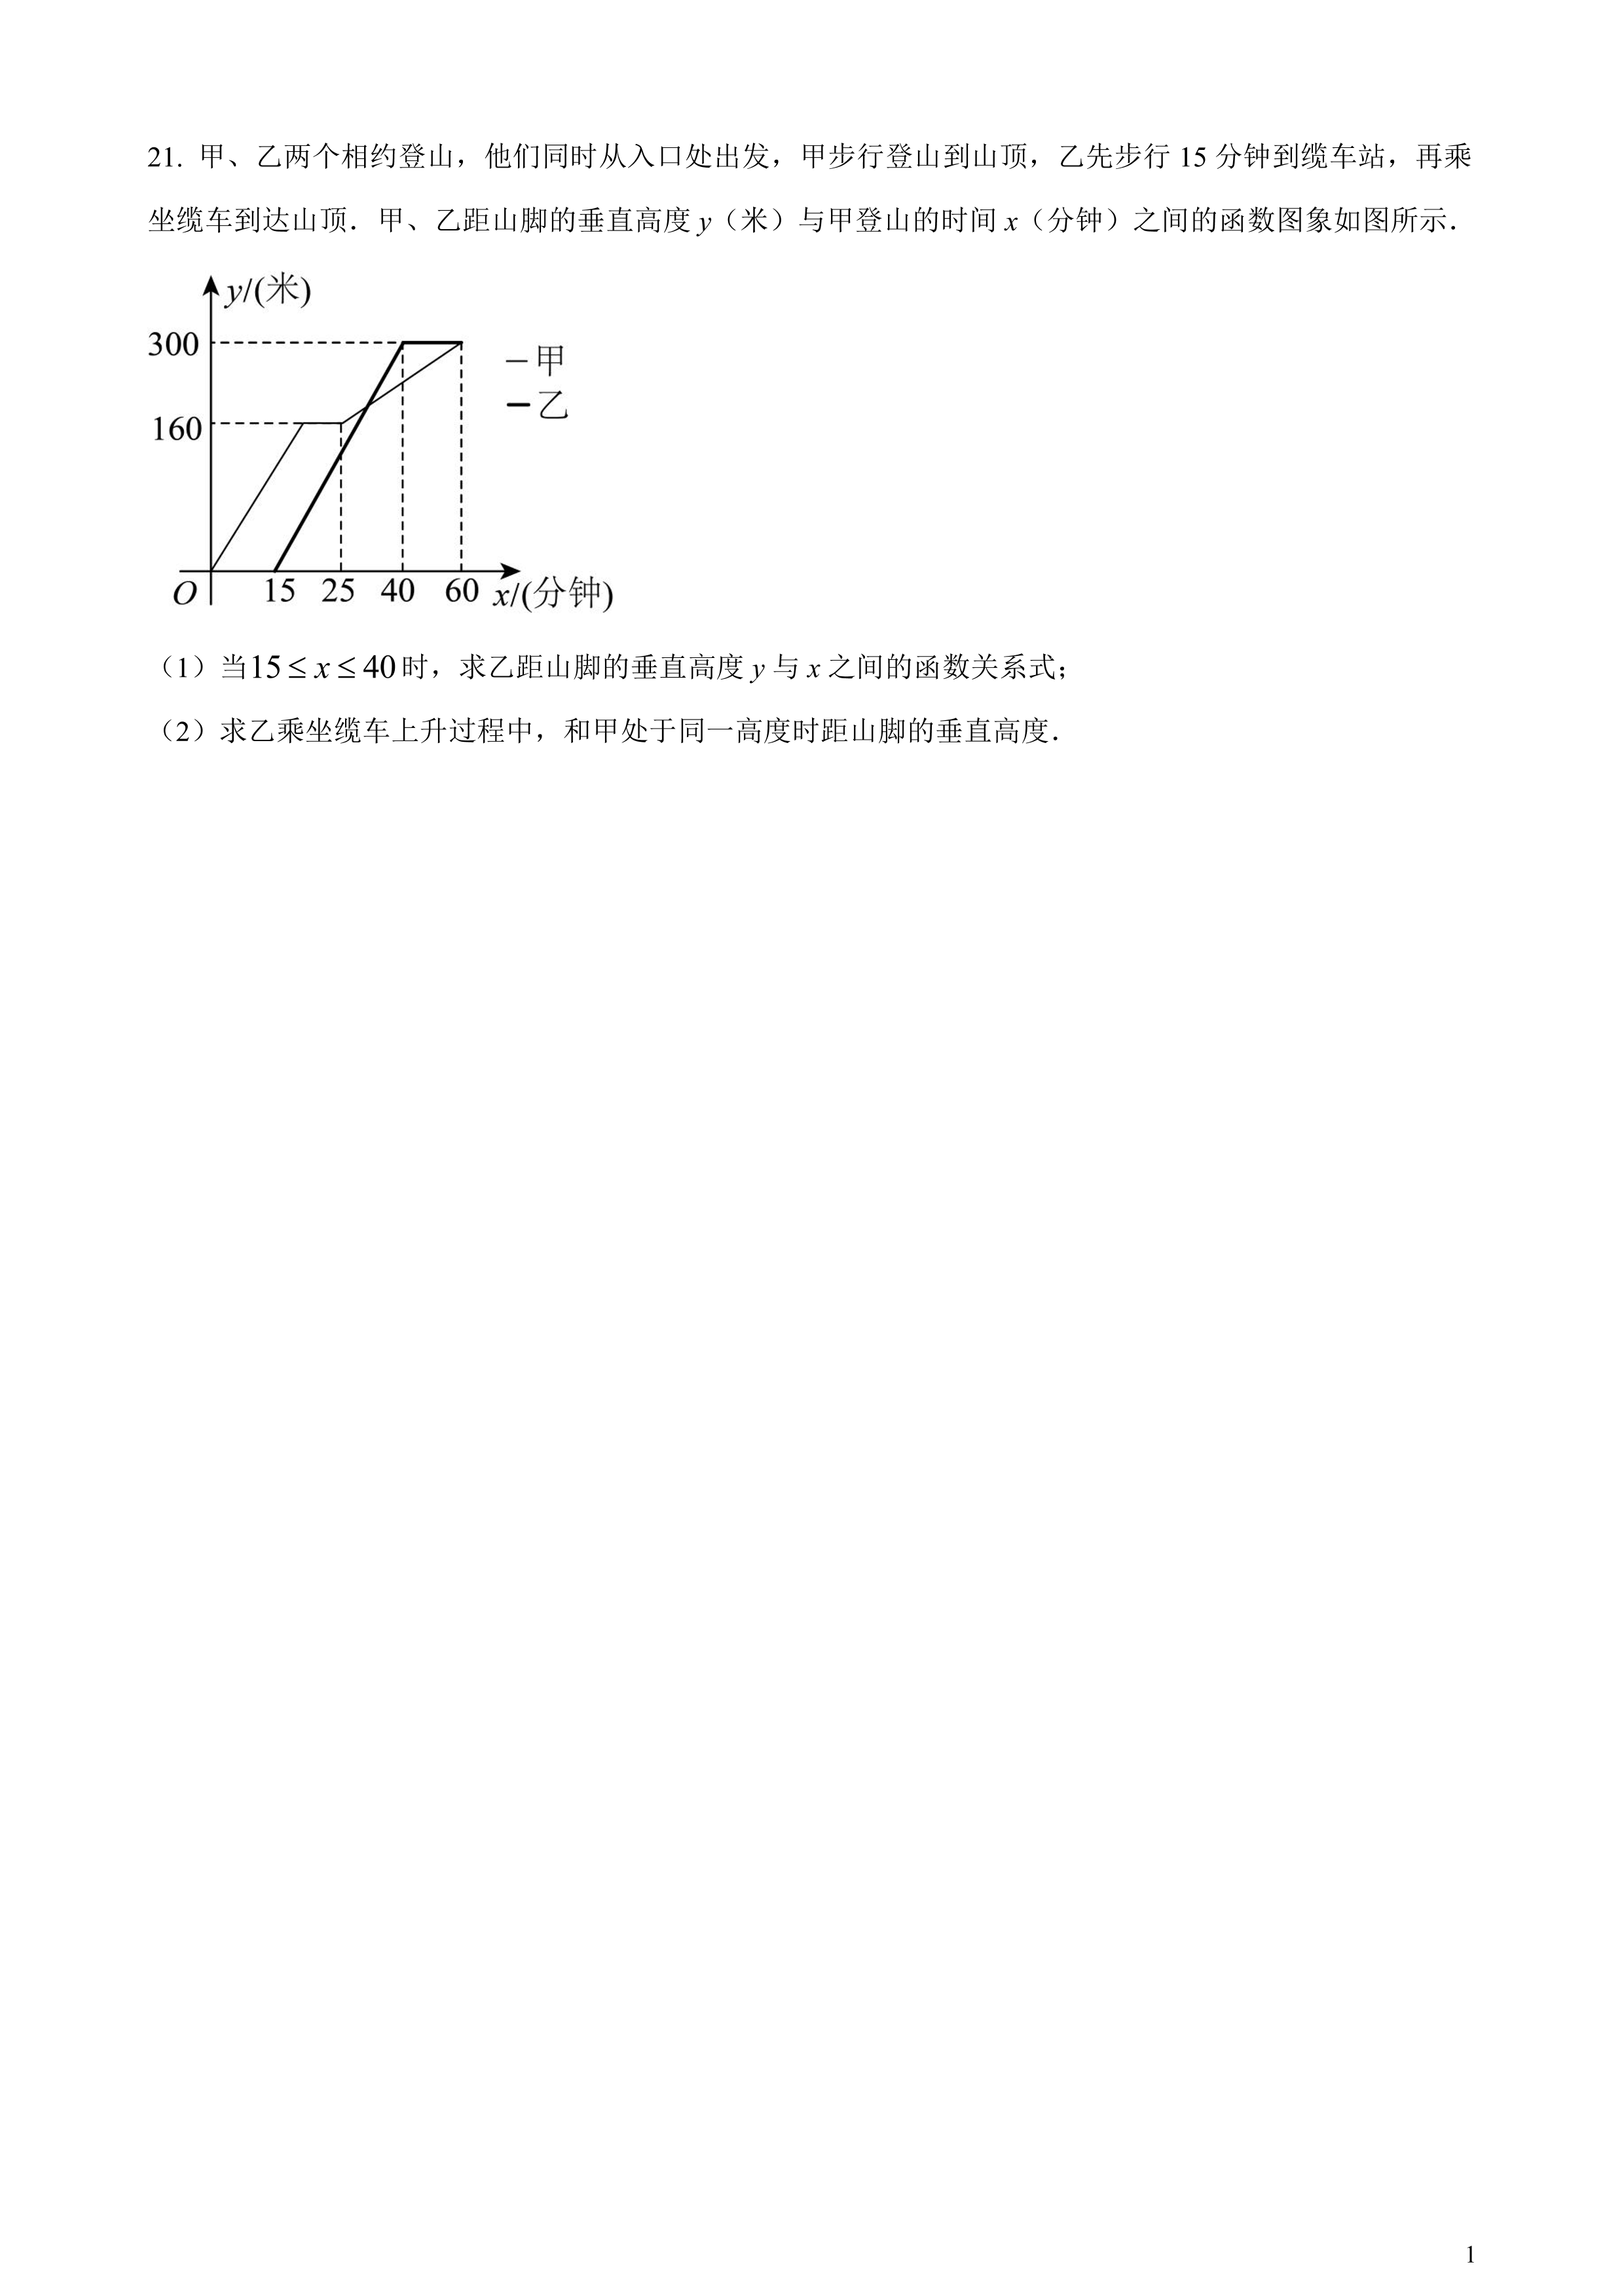 21. 甲、乙两个相约登山，他们同时从入口处出发，甲步行登山到山顶，乙先步行 15 分钟到缆车站，再乘
坐缆车到达山顶．甲、乙距山脚的垂直高度 y（米）与甲登山的时间 x（分钟）之间的函数图象如图所示．
y/(米)
300
甲
乙
160
O 15 25 40 60 x/(分钟)
（1）当15≤x≤40时，求乙距山脚的垂直高度 y 与 x 之间的函数关系式；
（2）求乙乘坐缆车上升过程中，和甲处于同一高度时距山脚的垂直高度．
1